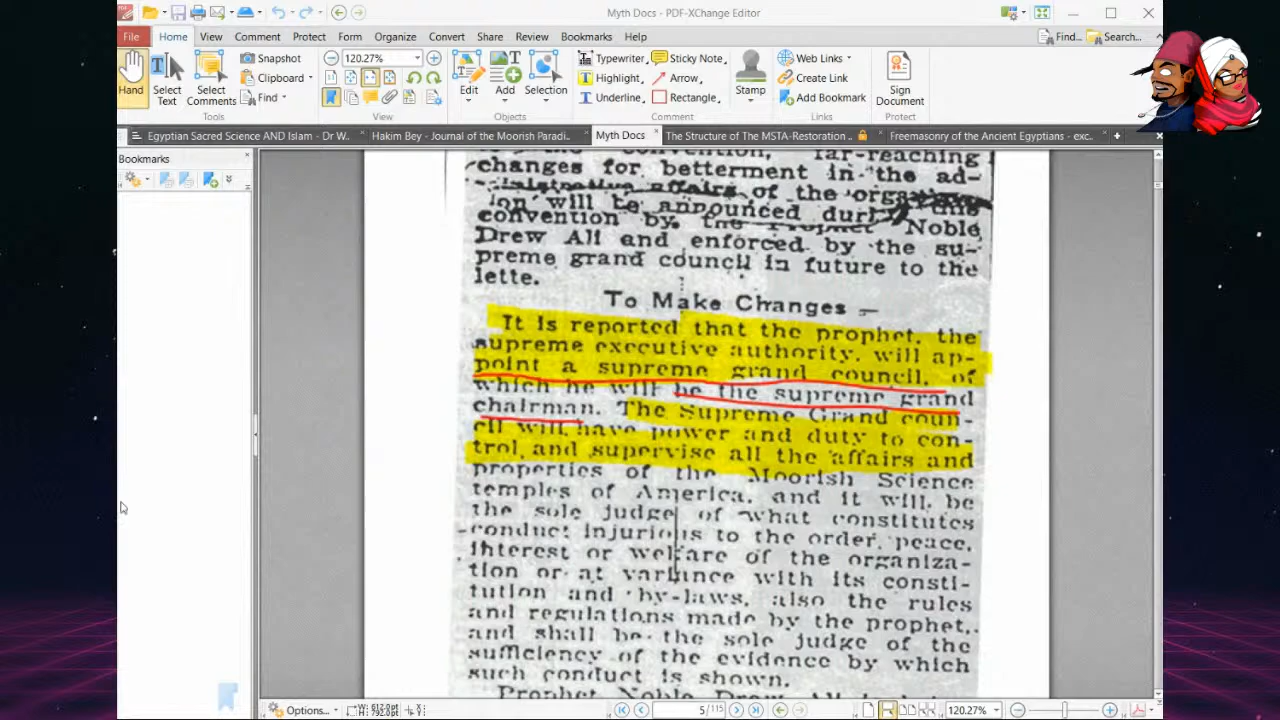 Myth Docs - PDF-XChange Editor
File Home View Comment Protect Form Organize Convert Share Review Bookmarks Help
Find... Search...
Hand
Select Text
Select Comments
Snapshot
Clipboard
Find
Tools
120.27%
View
Edit
Add
Selection
Objects
Typewriter
Highlight
Underline
Sticky Note
Arrow
Rectangle
Comment
Stamp
Web Links
Create Link
Add Bookmark
Links
Sign Document
Protect
Egyptian Sacred Science AND Islam - Dr W..
Hakim Bey - Journal of the Moorish Paradi...
Myth Docs
The Structure of The MSTA-Restoration ..
Freemasonry of the Ancient Egyptians - exc..
Bookmarks
convention, far-reaching
changes for betterment in the ad-
ministrative affairs of the
ion will be announced this
convention by the Prophet Noble
Drew Ali and enforced by the su-
preme grand council in future to the
lette.
To Make Changes —
It is reported that the prophet, the
supreme executive authority, will ap-
point a supreme grand council, of
which he will be the supreme grand
chairman. The Supreme Grand coun-
cil will have power and duty to con-
trol and supervise all the affairs and
properties of the Moorish Science
temples of America, and it will be
the sole judge of what constitutes
conduct injurious to the order, peace,
interest or welfare of the organiza-
tion or at variance with its consti-
tution and by-laws, also the rules
and regulations made by the prophet,
and shall be the sole judge of the
sufficiency of the evidence by which
such conduct is shown.
Prophet Noble Drew Ali
Options...
5 / 115
120.27%